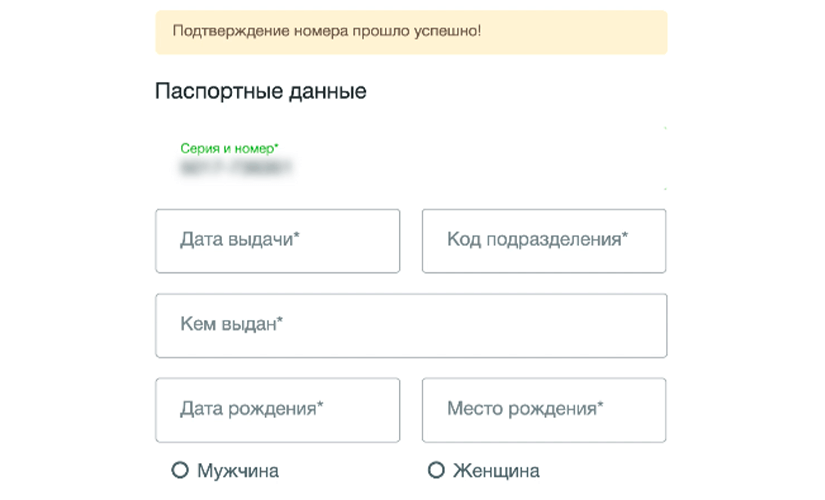 Подтверждение номера прошло успешно!
Паспортные данные
Серия и номер*
Дата выдачи* Код подразделения*
Кем выдан*
Дата рождения* Место рождения*
Мужчина Женщина